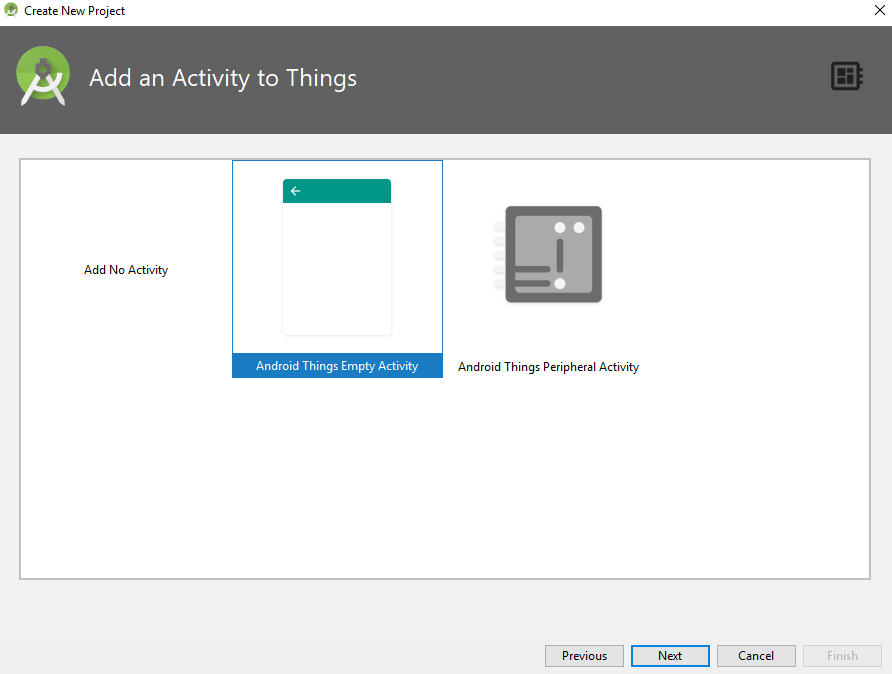 Create New Project
Add an Activity to Things
Add No Activity
Android Things Empty Activity
Android Things Peripheral Activity
Previous
Next
Cancel
Finish